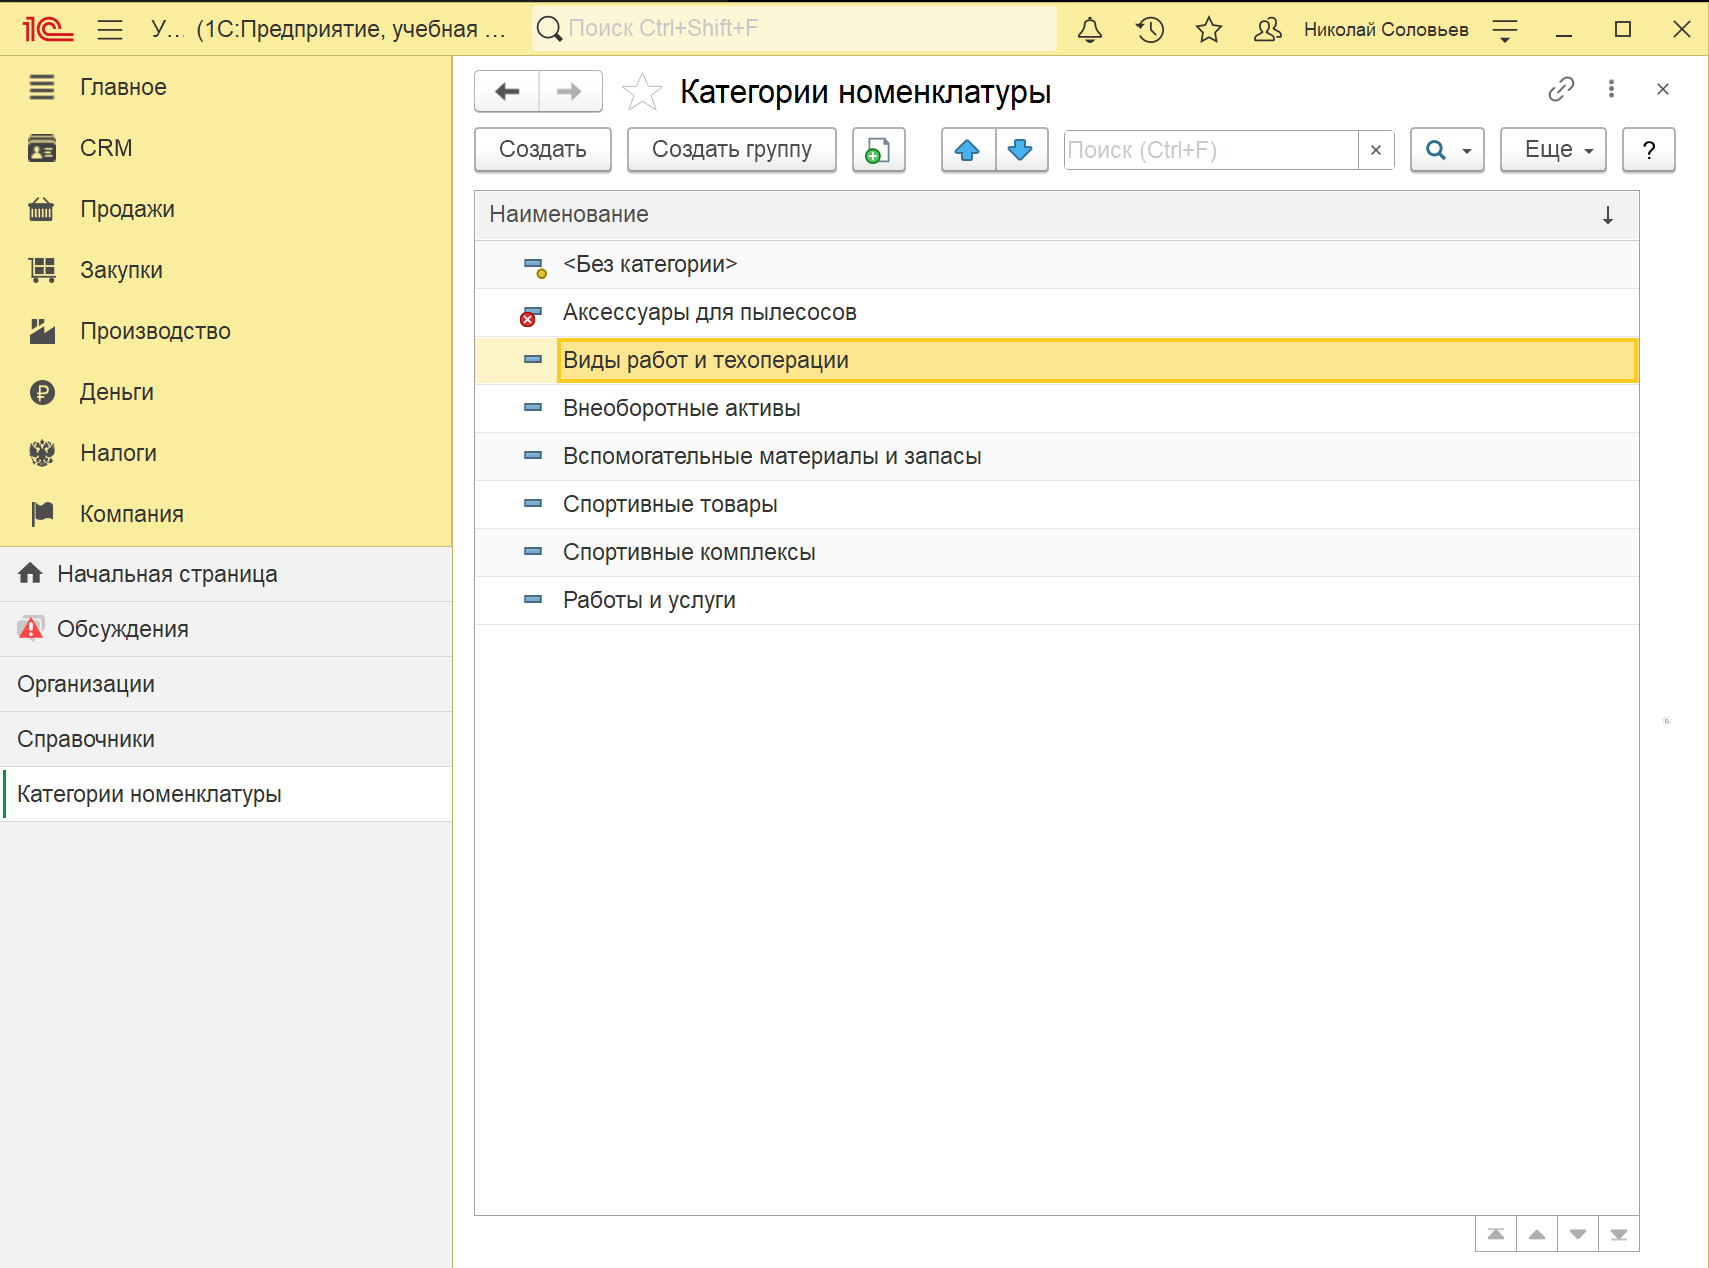 1С У... (1С:Предприятие, учебная ... Поиск Ctrl+Shift+F Николай Соловьев
Главное
CRM
Продажи
Закупки
Производство
Деньги
Налоги
Компания
Начальная страница
Обсуждения
Организации
Справочники
Категории номенклатуры
Категории номенклатуры
Создать Создать группу Поиск (Ctrl+F) × Еще ?
Наименование ↓
<Без категории>
Аксессуары для пылесосов
Виды работ и техоперации
Внеоборотные активы
Вспомогательные материалы и запасы
Спортивные товары
Спортивные комплексы
Работы и услуги